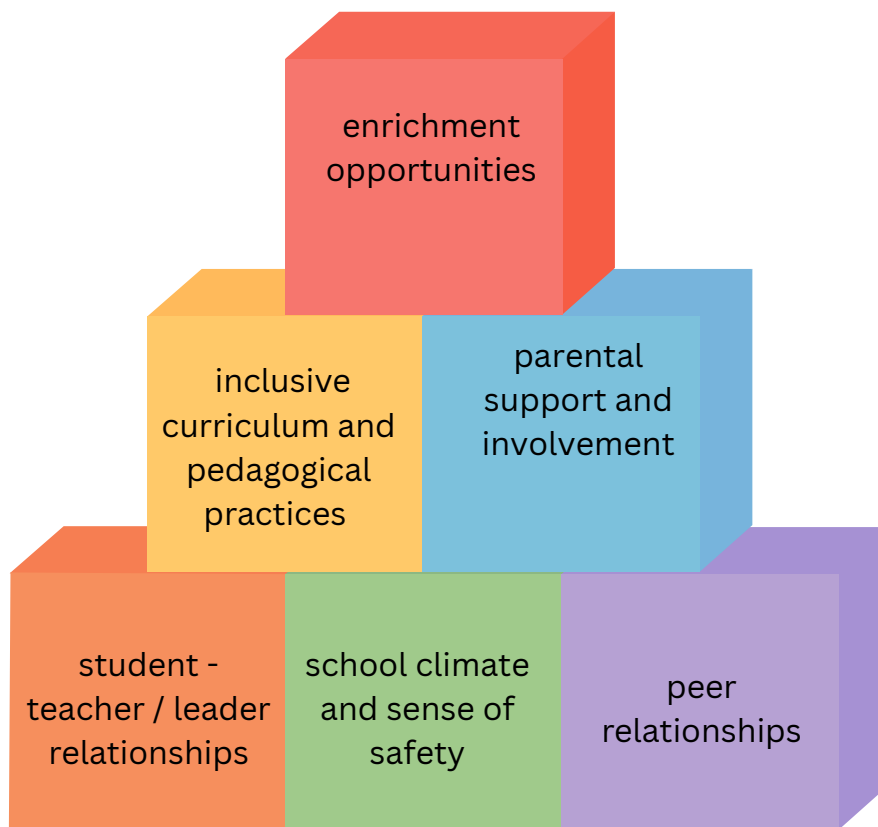 enrichment
opportunities
inclusive
curriculum and
pedagogical
practices
parental
support and
involvement
student -
teacher / leader
relationships
school climate
and sense of
safety
peer
relationships